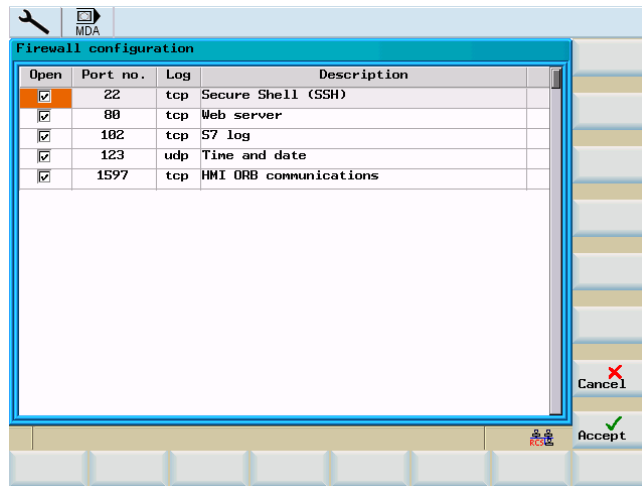 MDA
Firewall configuration
Open Port no. Log Description
22 tcp Secure Shell (SSH)
80 tcp Web server
102 tcp S7 log
123 udp Time and date
1597 tcp HMI ORB communications
Cancel
RCS
Accept